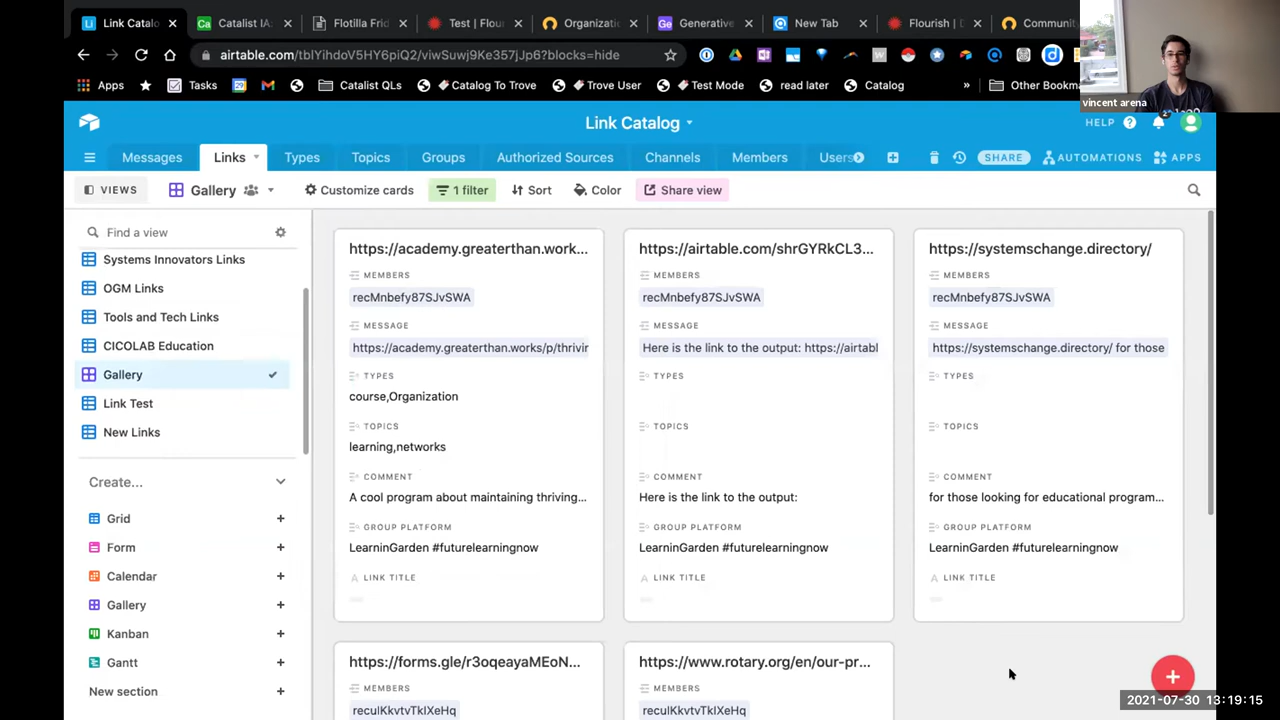 Link Catalo
Catalist IA
Flotilla Frid
Test | Flour
Organizatio
Generative
New Tab
Flourish | D
Community
airtable.com/tblYihdoV5HY6plQ2/viwSuwj9Ke357jJp6?blocks=hide
Apps
Tasks
Catalist OLs
Catalog To Trove
Trove User
Test Mode
read later
Catalog
»
Other Bookma
vincent arena
Link Catalog
HELP
Messages
Links
Types
Topics
Groups
Authorized Sources
Channels
Members
Users
SHARE
AUTOMATIONS
APPS
VIEWS
Gallery
Customize cards
1 filter
Sort
Color
Share view
Find a view
Systems Innovators Links
OGM Links
Tools and Tech Links
CICOLAB Education
Gallery
Link Test
New Links
Create...
Grid
Form
Calendar
Gallery
Kanban
Gantt
New section
https://academy.greaterthan.work...
MEMBERS
recMnbefy87SJvSWA
MESSAGE
https://academy.greaterthan.works/p/thrivir
TYPES
course,Organization
TOPICS
learning,networks
COMMENT
A cool program about maintaining thriving...
GROUP PLATFORM
LearninGarden #futurelearningnow
LINK TITLE
https://airtable.com/shrGYRkCL3...
MEMBERS
recMnbefy87SJvSWA
MESSAGE
Here is the link to the output: https://airtabl
TYPES
TOPICS
COMMENT
Here is the link to the output:
GROUP PLATFORM
LearninGarden #futurelearningnow
LINK TITLE
https://systemschange.directory/
MEMBERS
recMnbefy87SJvSWA
MESSAGE
https://systemschange.directory/ for those
TYPES
TOPICS
COMMENT
for those looking for educational program...
GROUP PLATFORM
LearninGarden #futurelearningnow
LINK TITLE
https://forms.gle/r3oqeayaMEoN...
MEMBERS
reculKkvtvTkIXeHq
https://www.rotary.org/en/our-pr...
MEMBERS
reculKkvtvTkIXeHq
2021-07-30 13:19:15